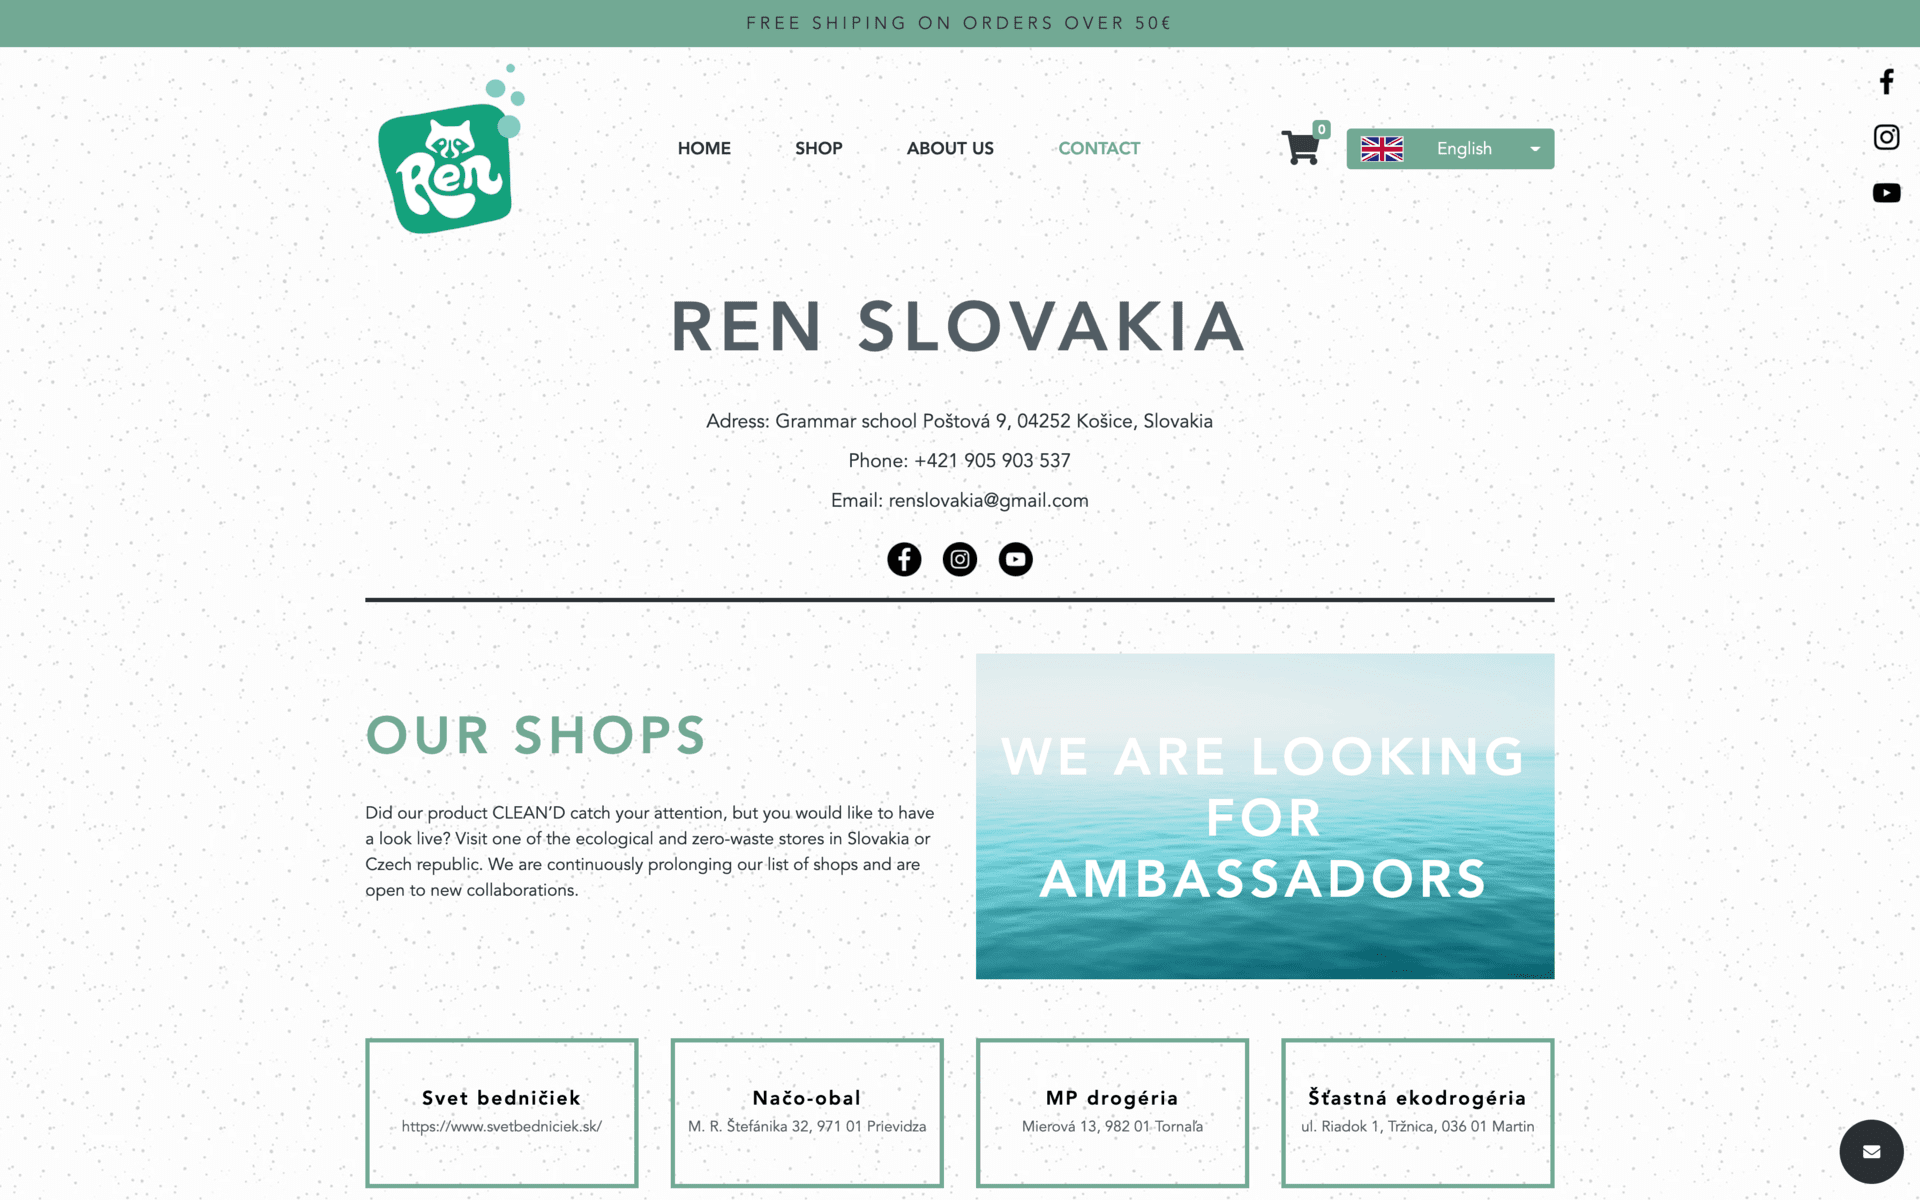 FREE SHIPING ON ORDERS OVER 50€
Ren
HOME
SHOP
ABOUT US
CONTACT
0
English
REN SLOVAKIA
Adress: Grammar school Poštová 9, 04252 Košice, Slovakia
Phone: +421 905 903 537
Email: renslovakia@gmail.com
OUR SHOPS
Did our product CLEAN’D catch your attention, but you would like to have
a look live? Visit one of the ecological and zero-waste stores in Slovakia or
Czech republic. We are continuously prolonging our list of shops and are
open to new collaborations.
WE ARE LOOKING
FOR
AMBASSADORS
Svet bedničiek
https://www.svetbedniciek.sk/
Načo-obal
M. R. Štefánika 32, 971 01 Prievidza
MP drogéria
Mierová 13, 982 01 Tornaľa
Šťastná ekodrogéria
ul. Riadok 1, Tržnica, 036 01 Martin